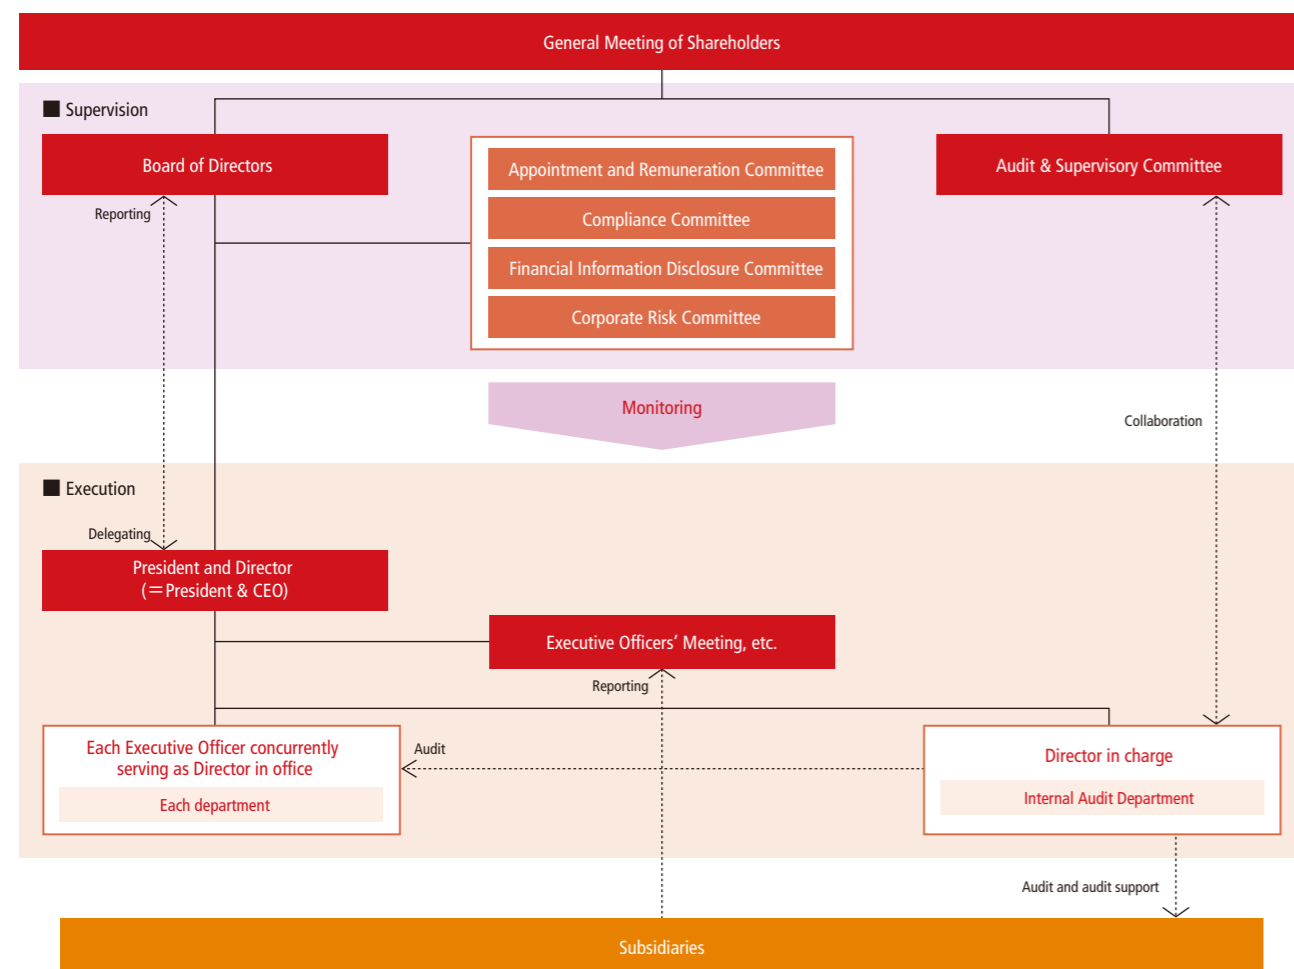 General Meeting of Shareholders
■ Supervision
Board of Directors
Appointment and Remuneration Committee
Audit & Supervisory Committee
Reporting
Compliance Committee
Financial Information Disclosure Committee
Corporate Risk Committee
Monitoring
Collaboration
■ Execution
Delegating
President and Director
(＝President & CEO)
Executive Officers’ Meeting, etc.
Reporting
Each Executive Officer concurrently
serving as Director in office
Each department
Audit
Director in charge
Internal Audit Department
Audit and audit support
Subsidiaries